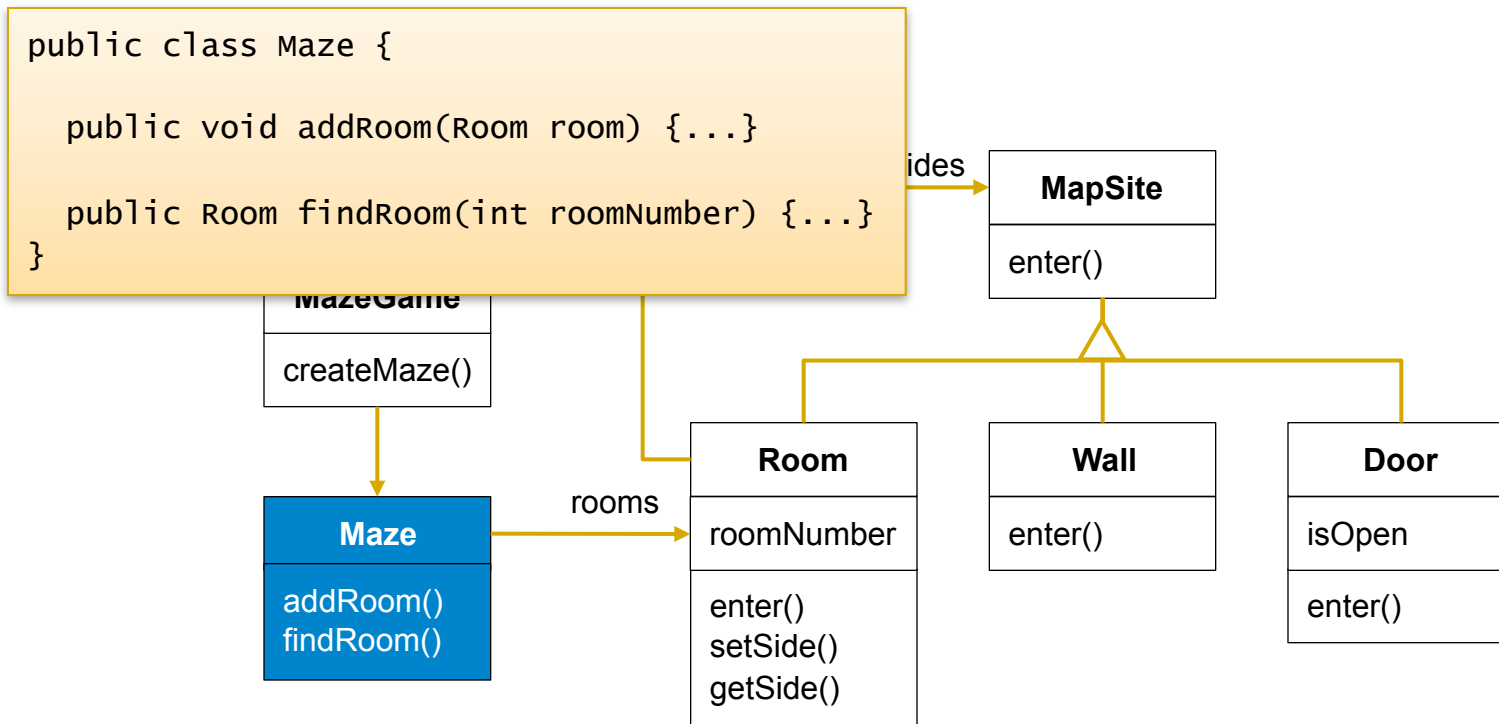 public class Maze {
public void addRoom(Room room) {...}
public Room findRoom(int roomNumber) {...}
}
ides
MapSite
enter()
MazeGame
createMaze()
Maze
addRoom()
findRoom()
rooms
Room
roomNumber
enter()
setSide()
getSide()
Wall
enter()
Door
isOpen
enter()